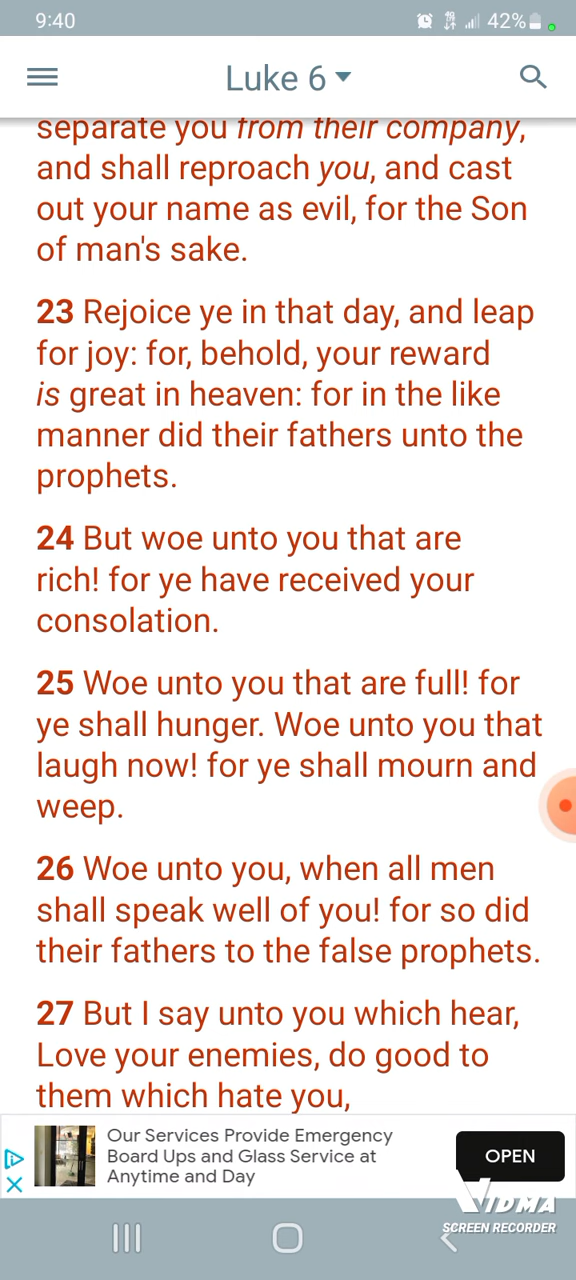 9:40
4G
42%
Luke 6
separate you from their company,
and shall reproach you, and cast
out your name as evil, for the Son
of man's sake.
23 Rejoice ye in that day, and leap
for joy: for, behold, your reward
is great in heaven: for in the like
manner did their fathers unto the
prophets.
24 But woe unto you that are
rich! for ye have received your
consolation.
25 Woe unto you that are full! for
ye shall hunger. Woe unto you that
laugh now! for ye shall mourn and
weep.
26 Woe unto you, when all men
shall speak well of you! for so did
their fathers to the false prophets.
27 But I say unto you which hear,
Love your enemies, do good to
them which hate you,
Our Services Provide Emergency
Board Ups and Glass Service at
Anytime and Day
OPEN
VIDMA
SCREEN RECORDER